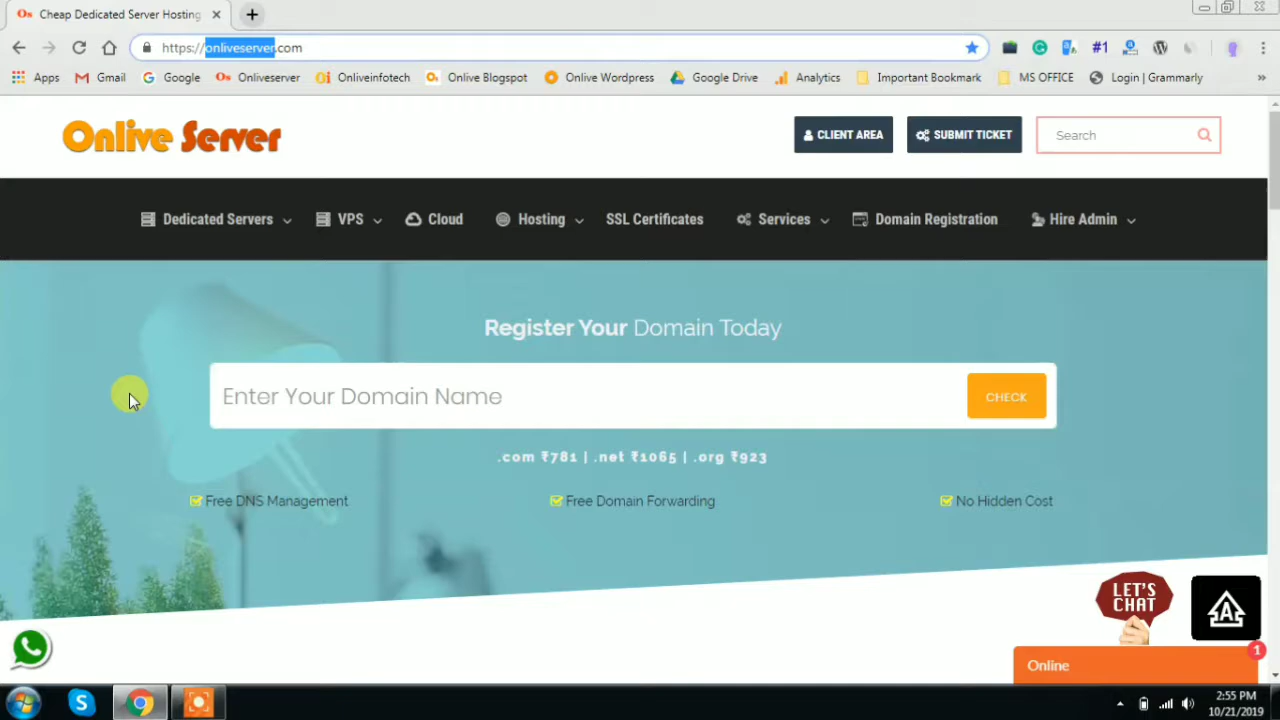 Cheap Dedicated Server Hosting
https://onliveserver.com
#1
Apps
Gmail
Google
Onliveserver
Onliveinfotech
Online Blogspot
Onlive Wordpress
Google Drive
Analytics
Important Bookmark
MS OFFICE
Login | Grammarly
»
Onlive Server
CLIENT AREA
SUBMIT TICKET
Search
Dedicated Servers
VPS
Cloud
Hosting
SSL Certificates
Services
Domain Registration
Hire Admin
Register Your Domain Today
Enter Your Domain Name
CHECK
.com ₹781 | .net ₹1065 | .org ₹923
Free DNS Management
Free Domain Forwarding
No Hidden Cost
LET'S
CHAT
A
Online
1
2:55 PM
10/21/2019